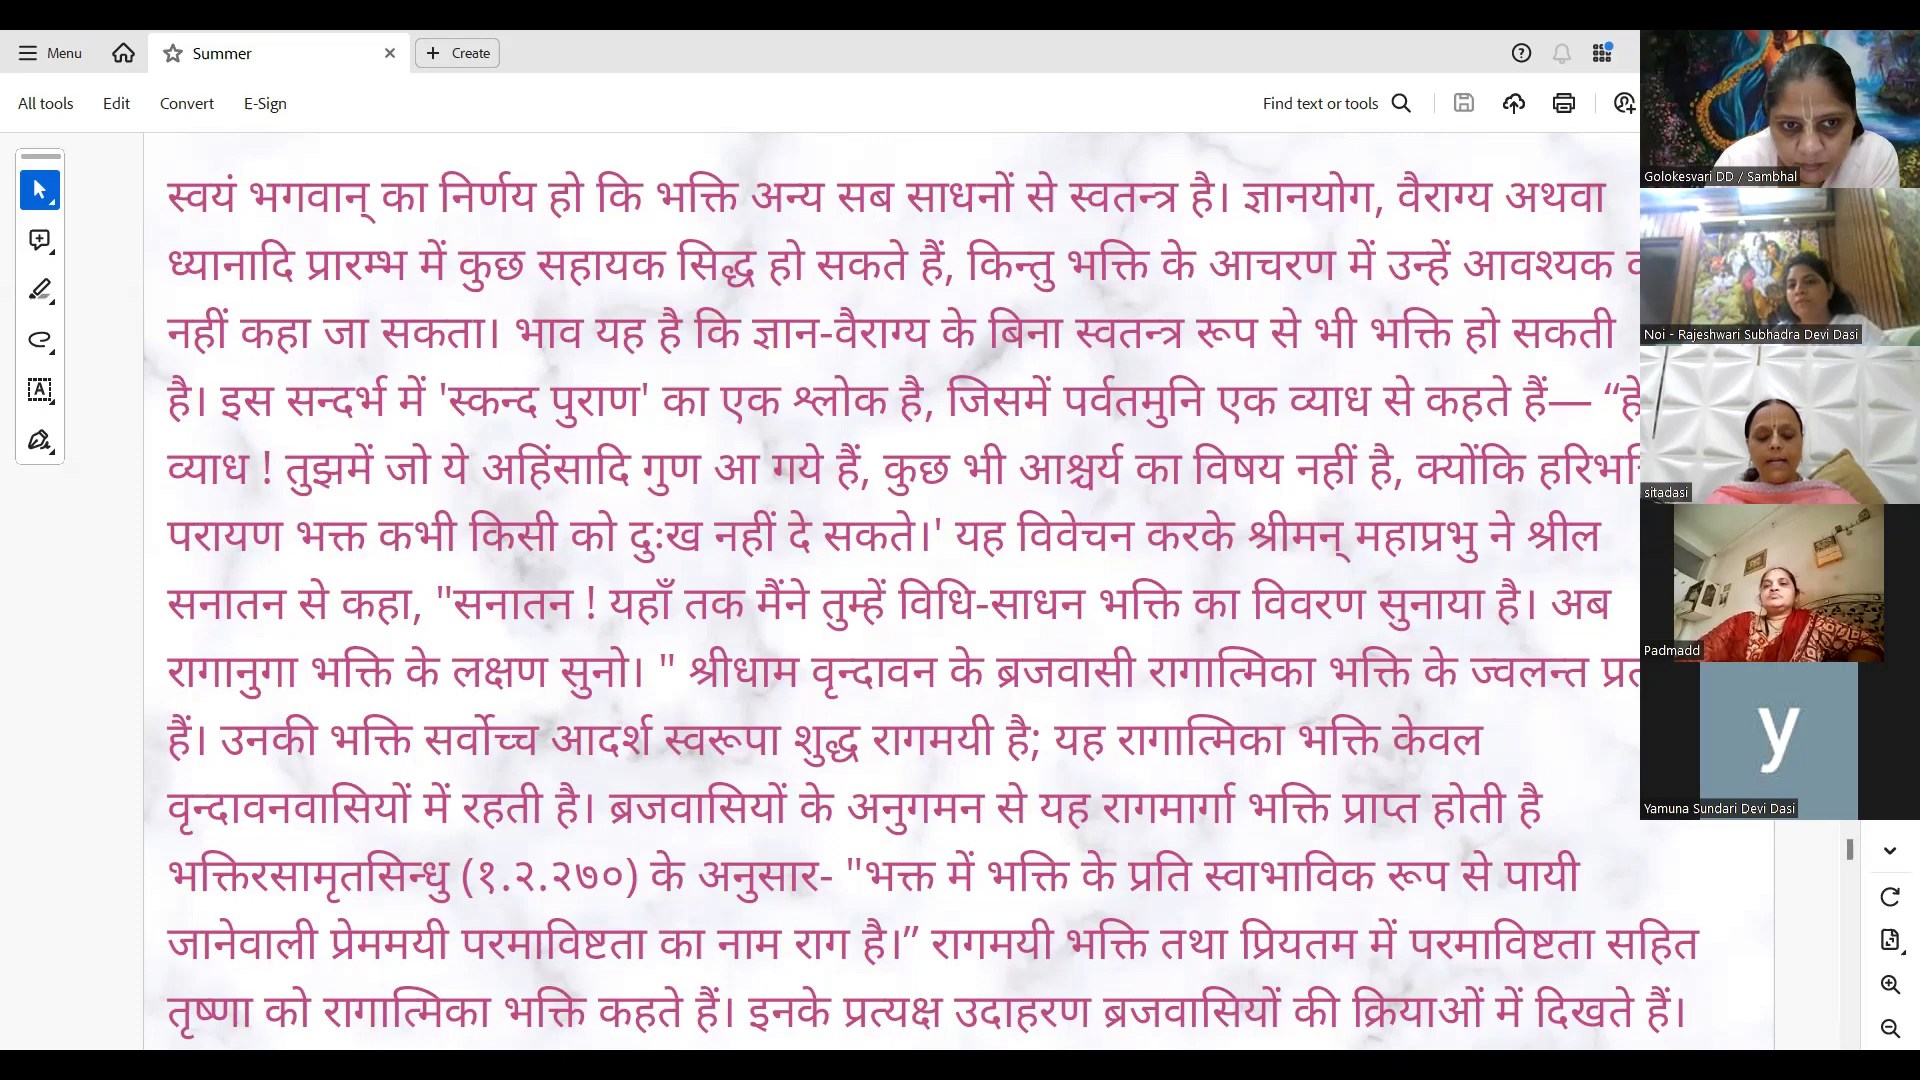 Menu
Summer
Create
All tools
Edit
Convert
E-Sign
Find text or tools
स्वयं भगवान् का निर्णय हो कि भक्ति अन्य सब साधनों से स्वतन्त्र है। ज्ञानयोग, वैराग्य अथवा
ध्यानादि प्रारम्भ में कुछ सहायक सिद्ध हो सकते हैं, किन्तु भक्ति के आचरण में उन्हें आवश्यक
नहीं कहा जा सकता। भाव यह है कि ज्ञान-वैराग्य के बिना स्वतन्त्र रूप से भी भक्ति हो सकती
है। इस सन्दर्भ में 'स्कन्द पुराण' का एक श्लोक है, जिसमें पर्वतमुनि एक व्याध से कहते हैं— “हे
व्याध ! तुझमें जो ये अहिंसादि गुण आ गये हैं, कुछ भी आश्चर्य का विषय नहीं है, क्योंकि
परायण भक्त कभी किसी को दुःख नहीं दे सकते।' यह विवेचन करके श्रीमन् महाप्रभु ने श्रील
सनातन से कहा, "सनातन ! यहाँ तक मैंने तुम्हें विधि-साधन भक्ति का विवरण सुनाया है। अब
रागानुगा भक्ति के लक्षण सुनो। " श्रीधाम वृन्दावन के ब्रजवासी रागात्मिका भक्ति के ज्वलन्त
हैं। उनकी भक्ति सर्वोच्च आदर्श स्वरूपा शुद्ध रागमयी है; यह रागात्मिका भक्ति केवल
वृन्दावनवासियों में रहती है। ब्रजवासियों के अनुगमन से यह रागमार्गा भक्ति प्राप्त होती है
भक्तिरसामृतसिन्धु (१.२.२७०) के अनुसार- "भक्त में भक्ति के प्रति स्वाभाविक रूप से पायी
जानेवाली प्रेममयी परमाविष्टता का नाम राग है।” रागमयी भक्ति तथा प्रियतम में परमाविष्टता सहित
तृष्णा को रागात्मिका भक्ति कहते हैं। इनके प्रत्यक्ष उदाहरण ब्रजवासियों की क्रियाओं में दिखते हैं।
Golokesvari DD / Sambhal
Noi - Rajeshwari Subhadra Devi Dasi
sitadasi
Padmadd
y
Yamuna Sundari Devi Dasi